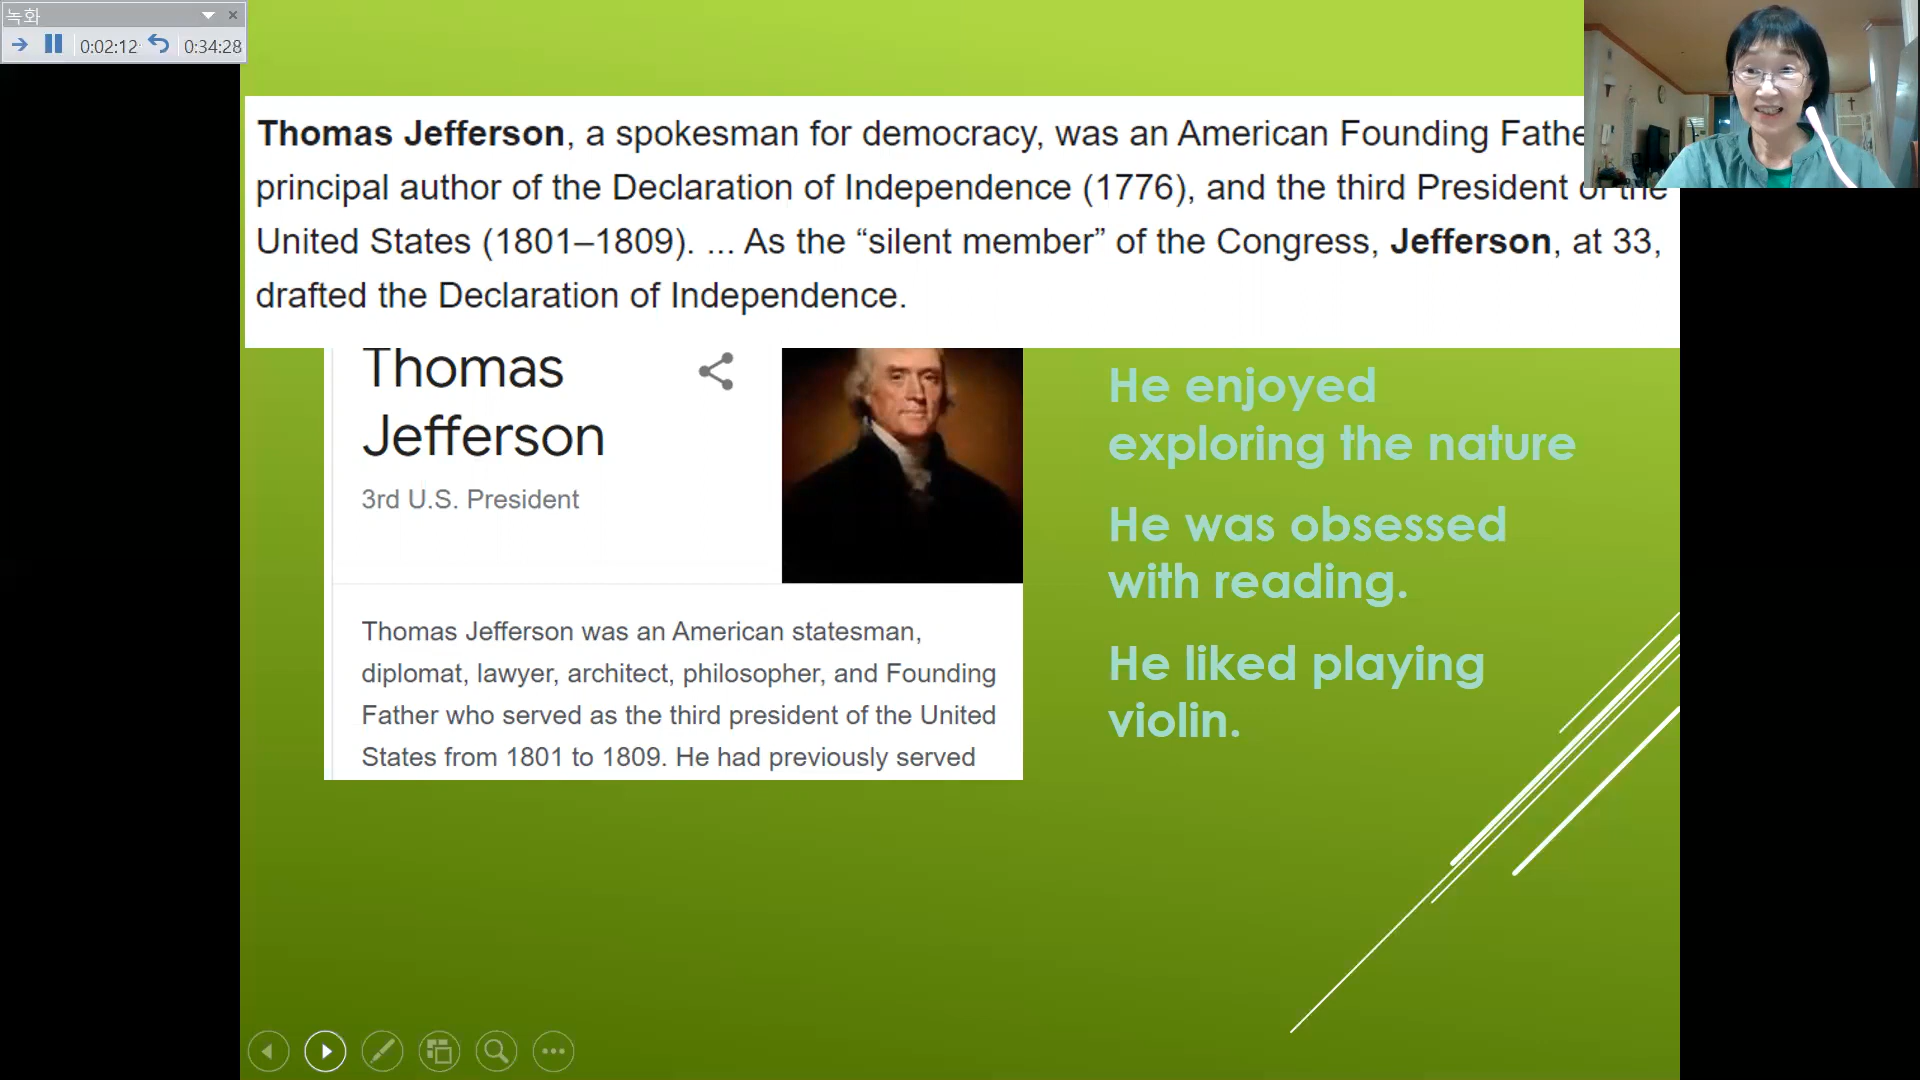 녹화
0:02:12
0:34:28
Thomas Jefferson, a spokesman for democracy, was an American Founding
principal author of the Declaration of Independence (1776), and the third President of the
United States (1801–1809). ... As the “silent member” of the Congress, Jefferson, at 33,
drafted the Declaration of Independence.
Thomas
Jefferson
3rd U.S. President
Thomas Jefferson was an American statesman,
diplomat, lawyer, architect, philosopher, and Founding
Father who served as the third president of the United
States from 1801 to 1809. He had previously served
He enjoyed
exploring the nature
He was obsessed
with reading.
He liked playing
violin.